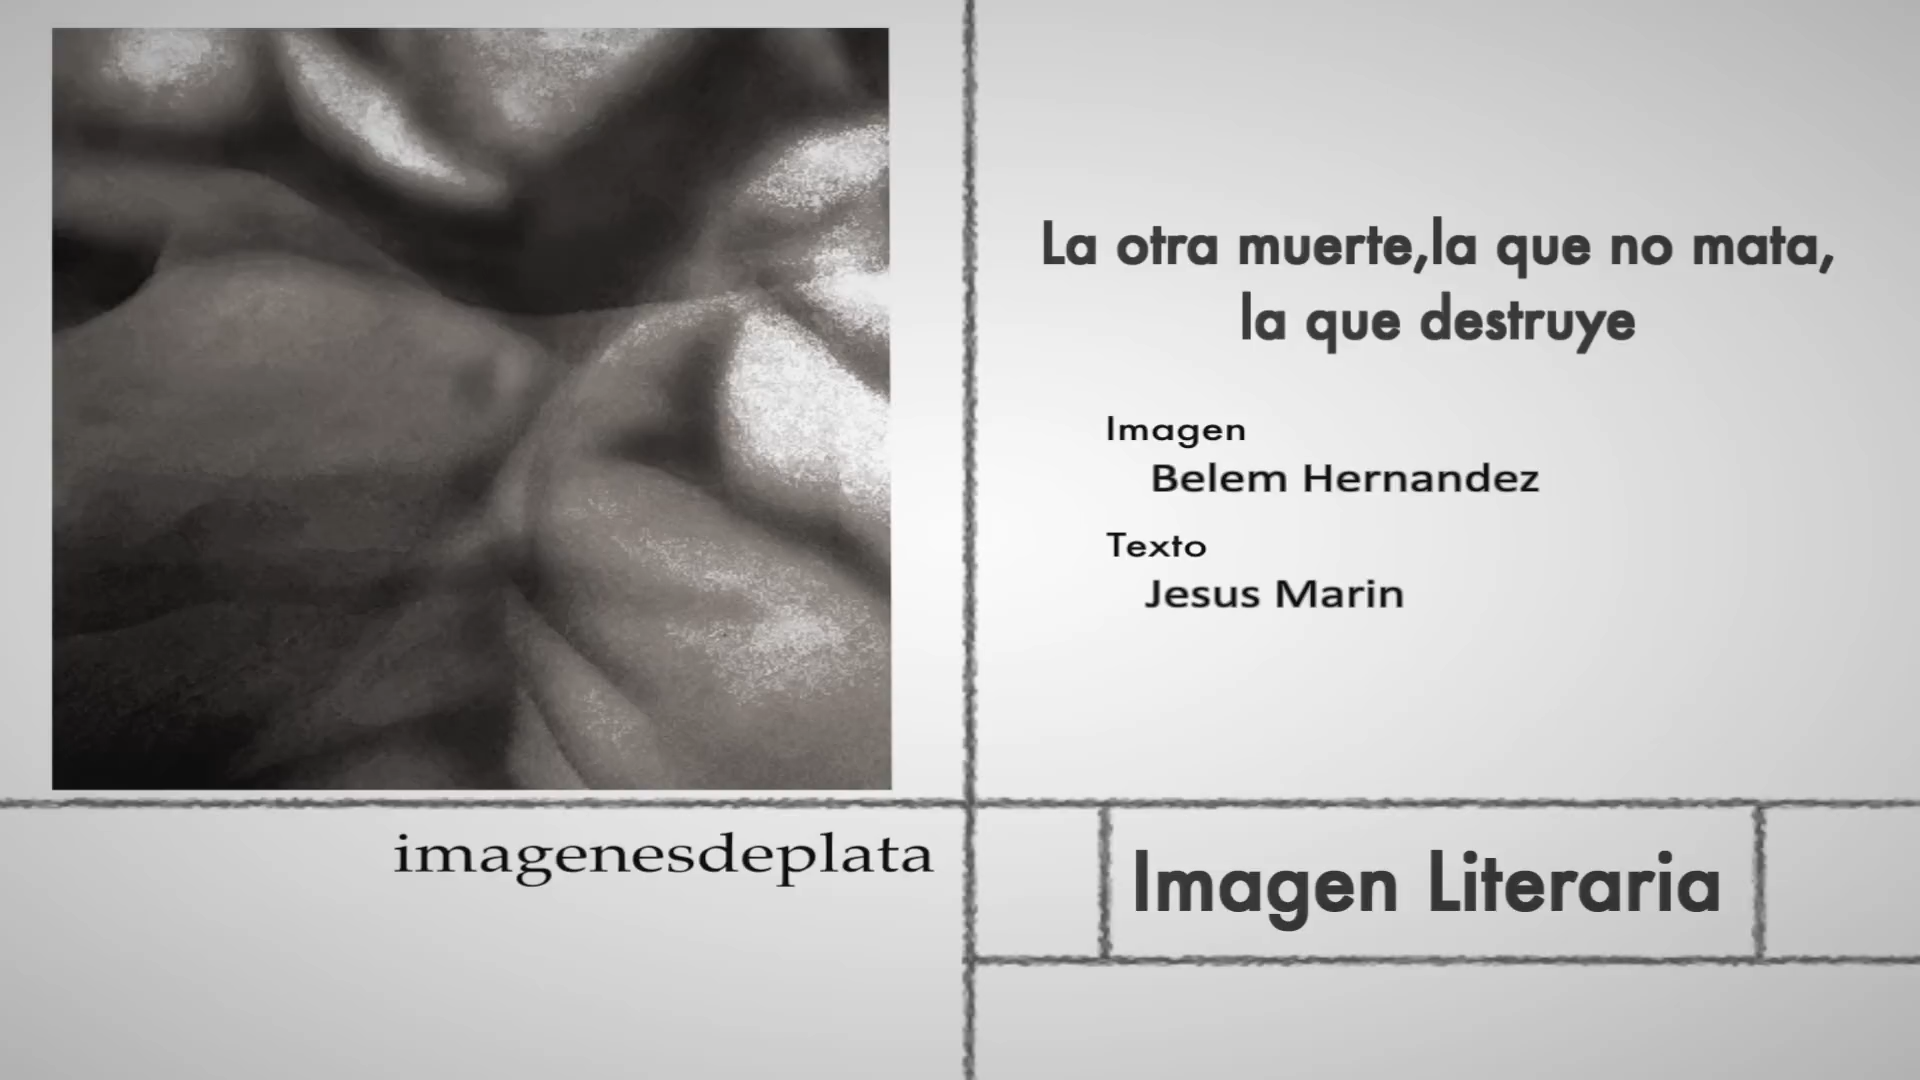 La otra muerte,la que no mata,
la que destruye
Imagen
Belem Hernandez
Texto
Jesus Marin
imagenesdeplata
Imagen Literaria